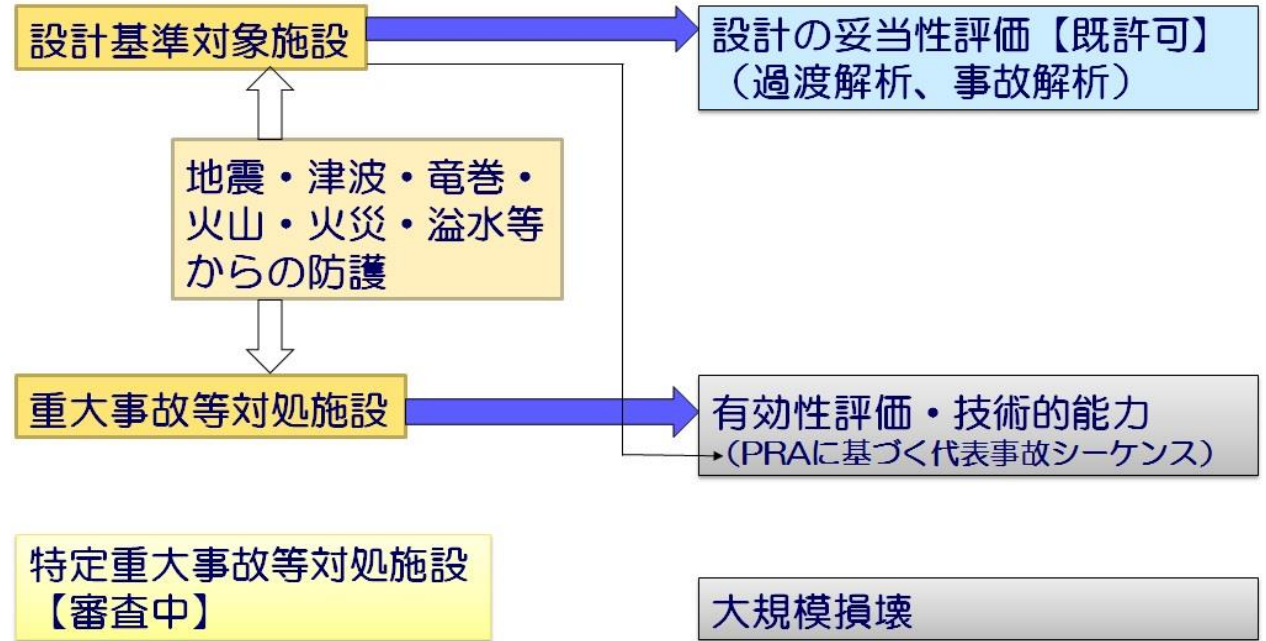 設計基準対象施設
設計の妥当性評価【既許可】
（過渡解析、事故解析）
地震・津波・竜巻・
火山・火災・溢水等
からの防護
重大事故等対処施設
有効性評価・技術的能力
（PRAに基づく代表事故シーケンス）
特定重大事故等対処施設
【審査中】
大規模損壊